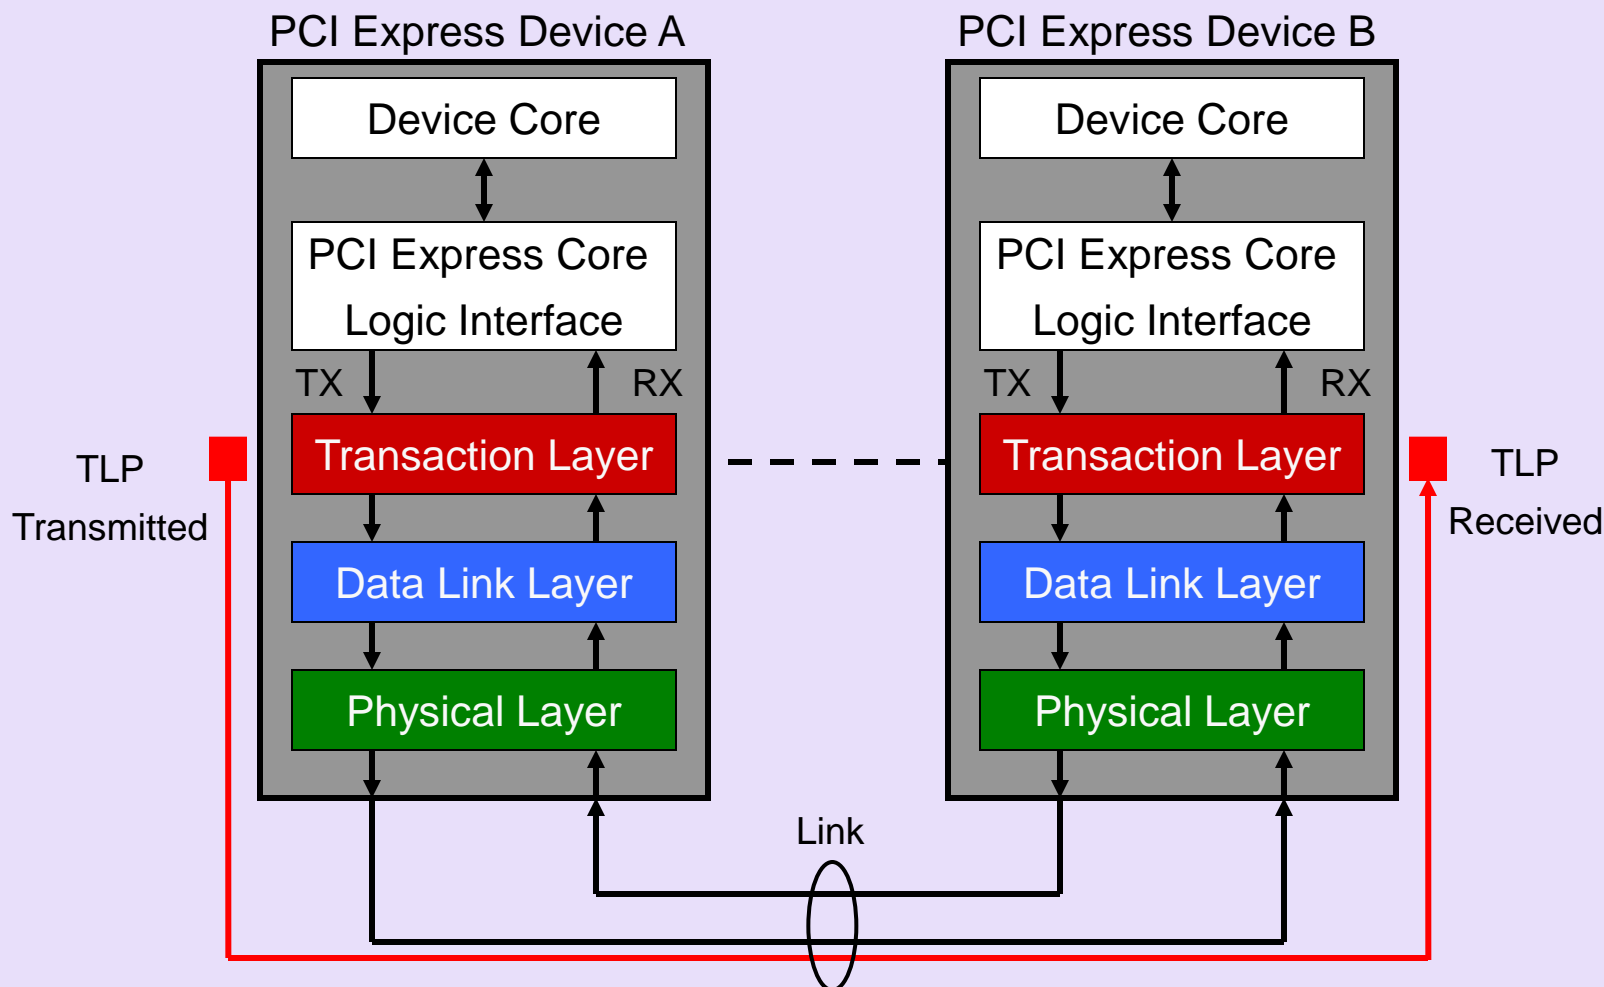 PCI Express Device A
PCI Express Device B
Device Core
Device Core
PCI Express Core
Logic Interface
PCI Express Core
Logic Interface
TX
RX
TX
RX
TLP
Transmitted
Transaction Layer
Transaction Layer
TLP
Received
Data Link Layer
Data Link Layer
Physical Layer
Physical Layer
Link